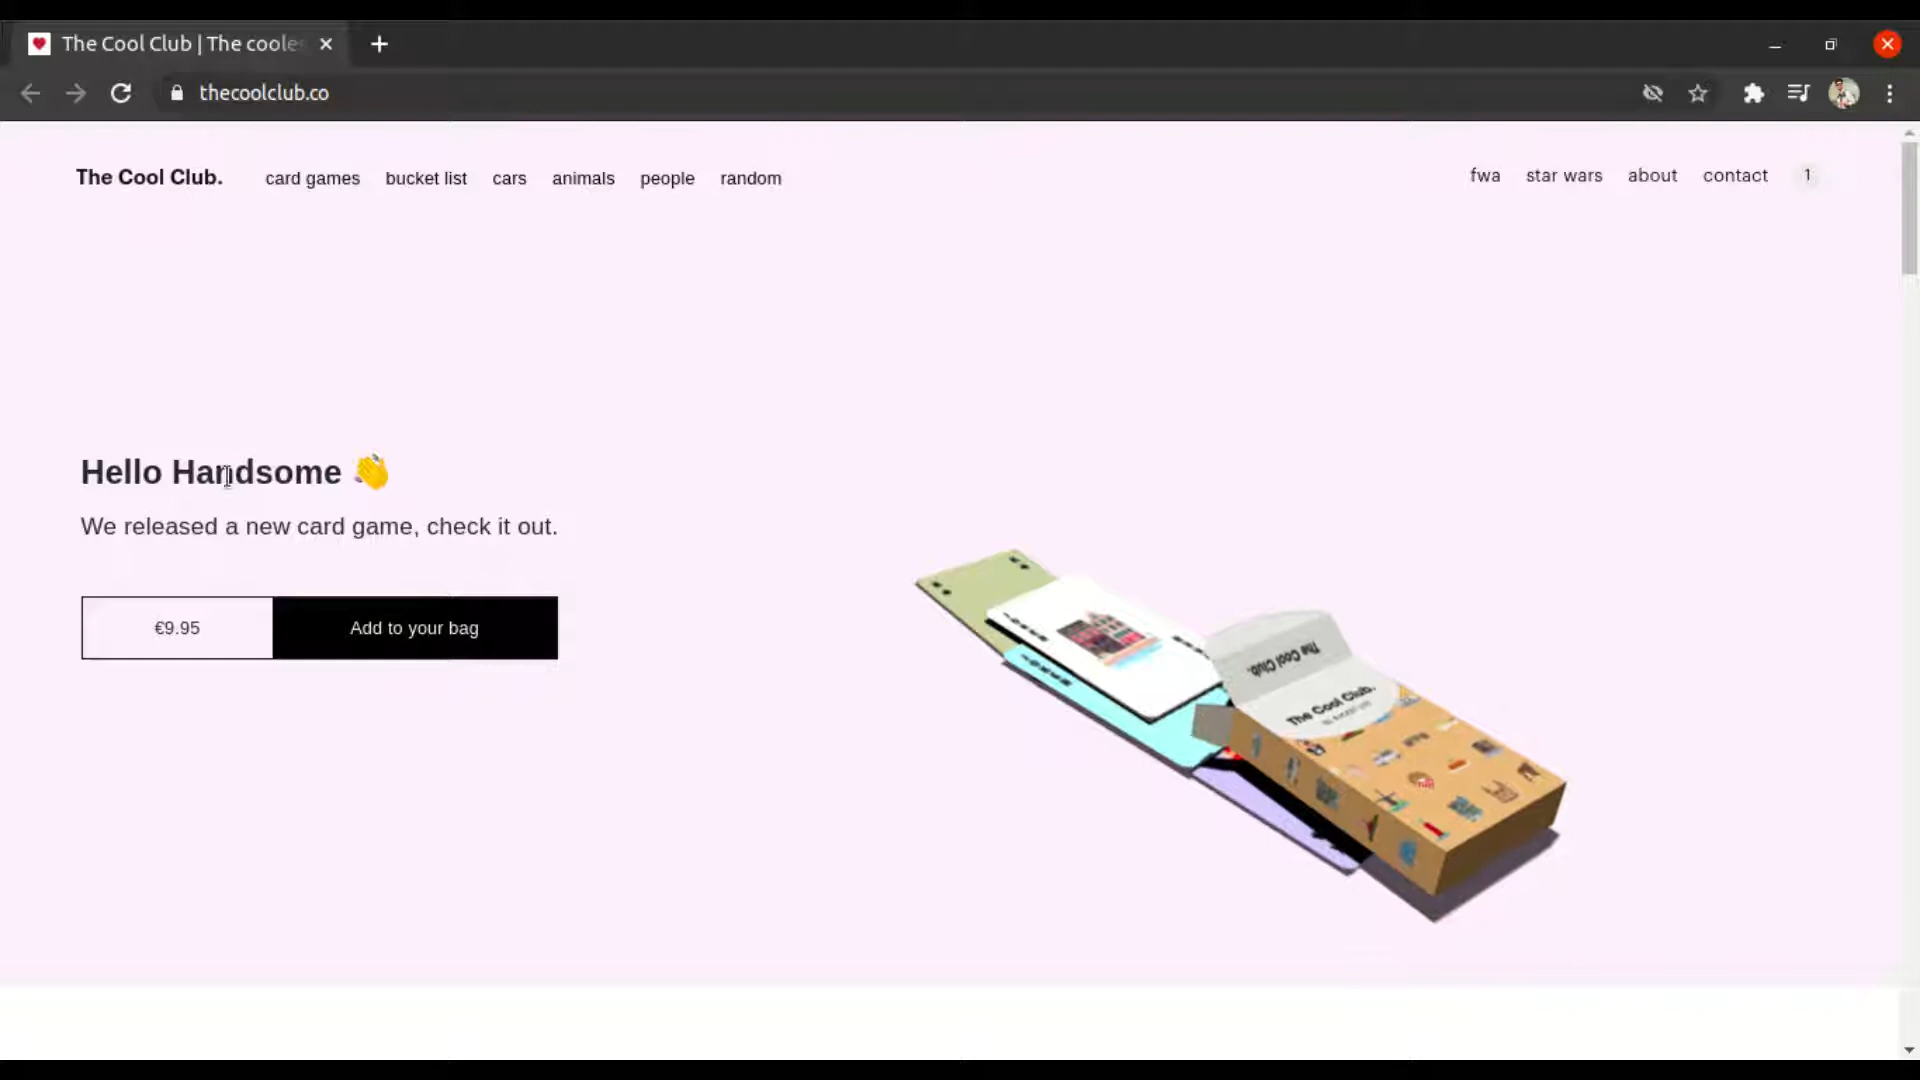 The Cool Club | The cooles
thecoolclub.co
The Cool Club. card games bucket list cars animals people random fwa star wars about contact 1
Hello Handsome 👋
We released a new card game, check it out.
€9.95 Add to your bag
The Cool Club.
The Cool Club.